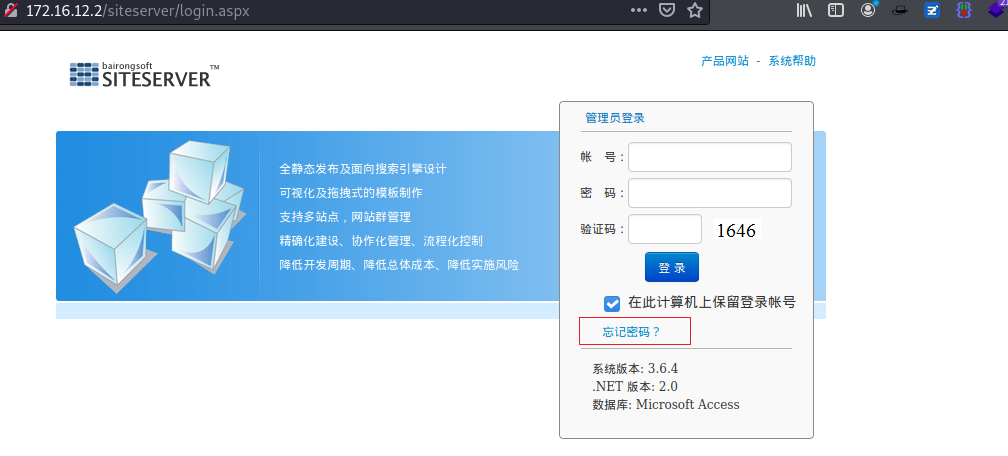 172.16.12.2/siteserver/login.aspx
产品网站 - 系统帮助
bairongsoft
SITESERVER™
管理员登录
帐 号：
密 码：
验证码： 1646
登 录
在此计算机上保留登录帐号
忘记密码？
系统版本: 3.6.4
.NET 版本: 2.0
数据库: Microsoft Access
全静态发布及面向搜索引擎设计
可视化及拖拽式的模板制作
支持多站点，网站群管理
精确化建设、协作化管理、流程化控制
降低开发周期、降低总体成本、降低实施风险